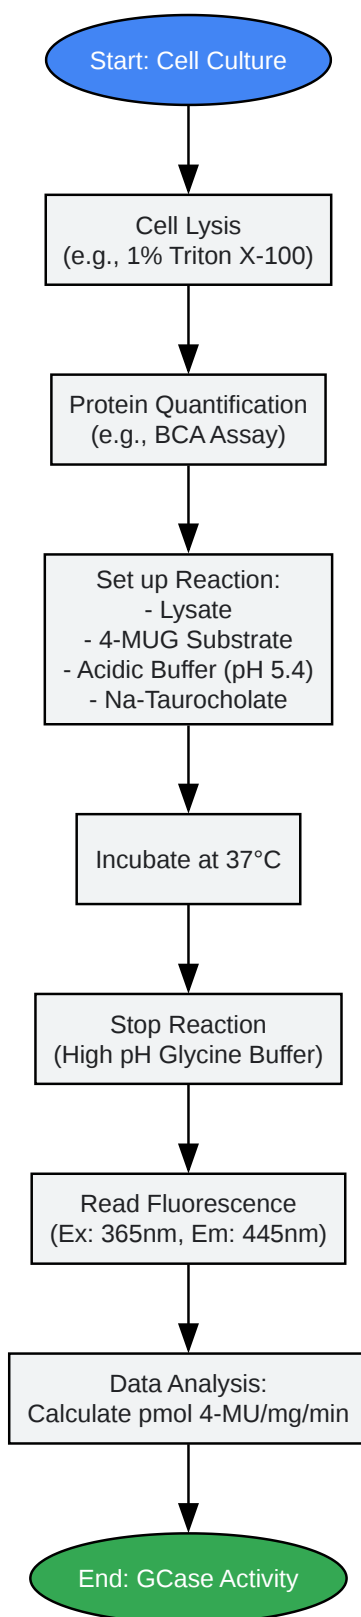 Start: Cell Culture
Cell Lysis
(e.g., 1% Triton X-100)
Protein Quantification
(e.g., BCA Assay)
Set up Reaction:
- Lysate
- 4-MUG Substrate
- Acidic Buffer (pH 5.4)
- Na-Taurocholate
Incubate at 37°C
Stop Reaction
(High pH Glycine Buffer)
Read Fluorescence
(Ex: 365nm, Em: 445nm)
Data Analysis:
Calculate pmol 4-MU/mg/min
End: GCase Activity